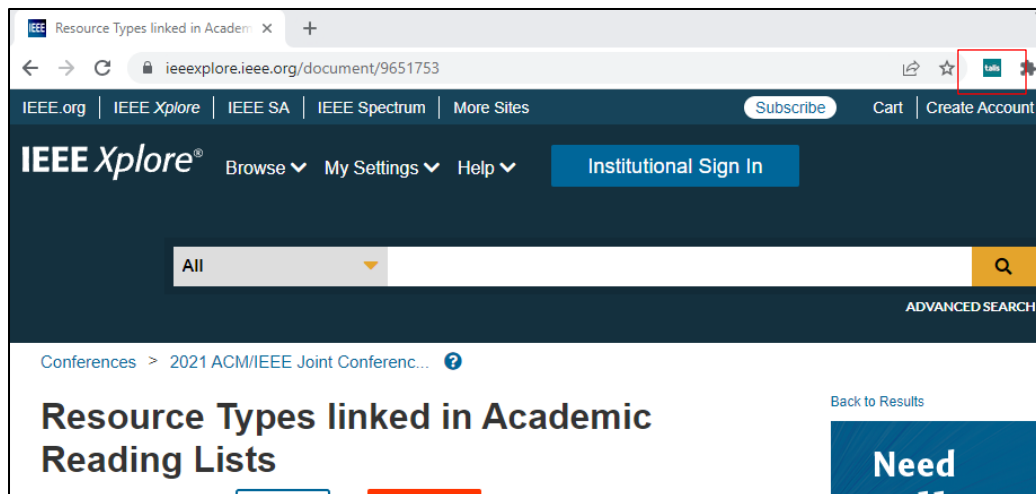 IEEE Resource Types linked in Academ
ieeexplore.ieee.org/document/9651753 talis
IEEE.org IEEE Xplore IEEE SA IEEE Spectrum More Sites Subscribe Cart Create Account
IEEE Xplore® Browse My Settings Help Institutional Sign In
All
ADVANCED SEARCH
Conferences > 2021 ACM/IEEE Joint Conferenc... ?
Resource Types linked in Academic
Reading Lists
Back to Results
Need